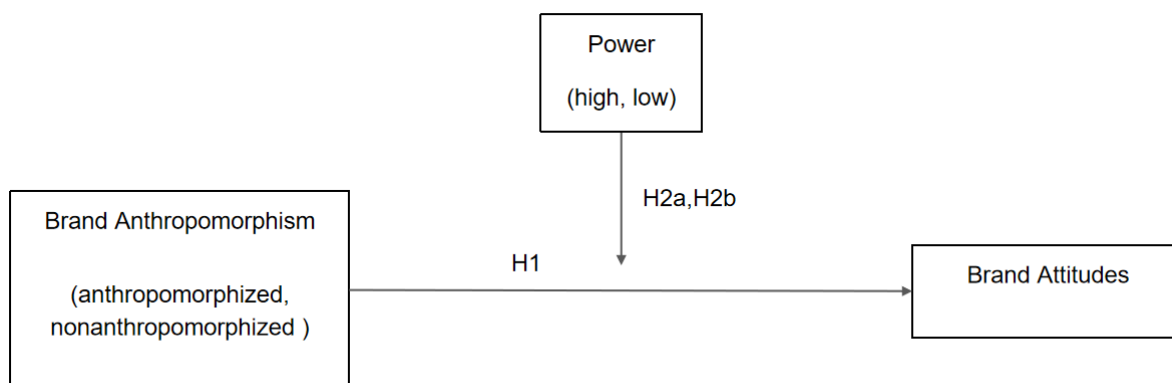 Power
(high, low)
H2a,H2b
Brand Anthropomorphism
(anthropomorphized,
nonanthropomorphized )
H1
Brand Attitudes